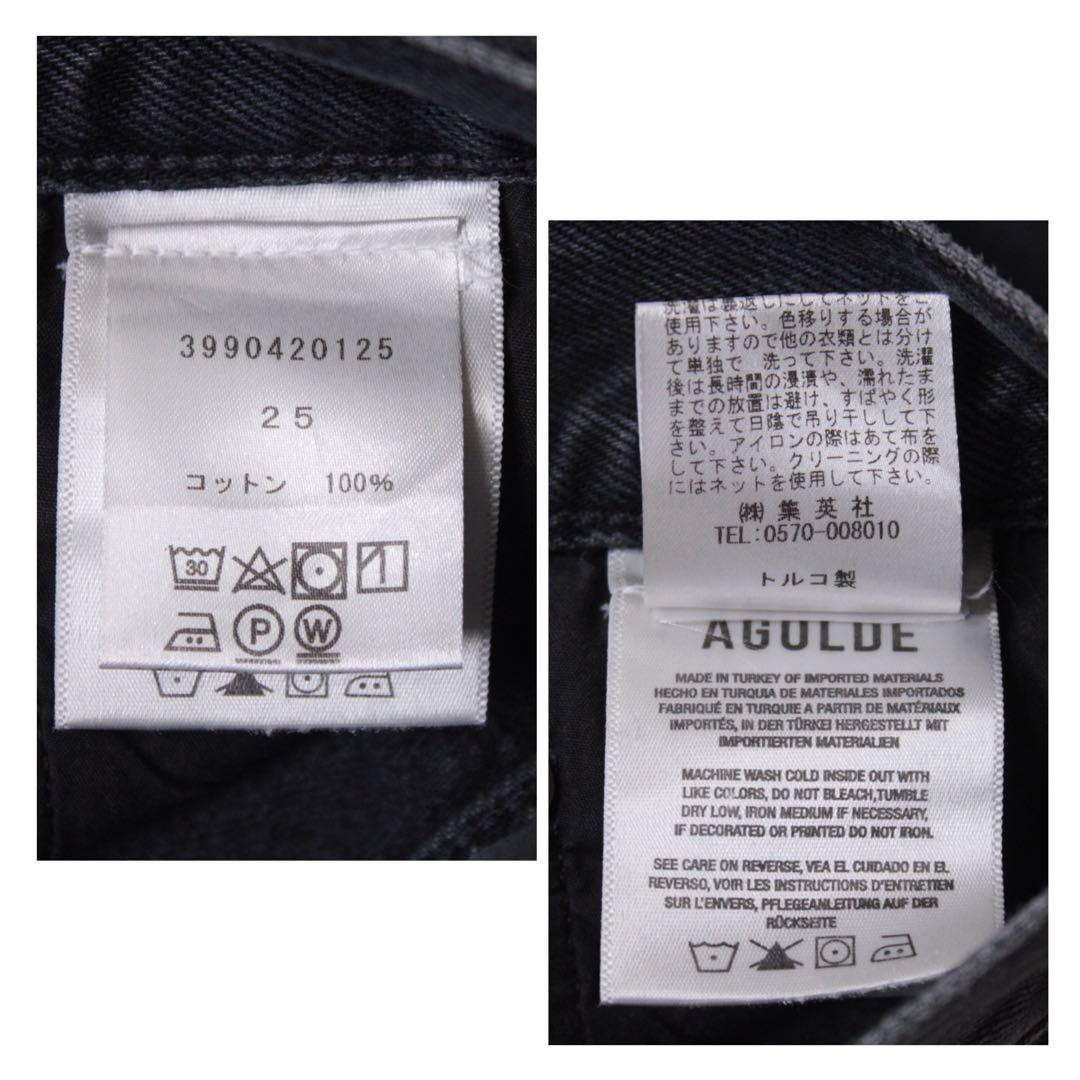 3990420125
25
コットン 100%
30
P
W
洗濯は裏返しにしてネットをご
使用下さい。色移りする場合が
ありますので他の衣類とは分け
て単独で 洗って下さい。洗濯
後は長時間の浸漬や、濡れたま
までの放置は避け、すばやく形
を整えて日陰で吊り干しして下
さい。アイロンの際はあて布を
して下さい。クリーニングの際
にはネットを使用して下さい。
(株)集英社
TEL:0570-008010
トルコ製
AGOLDE
MADE IN TURKEY OF IMPORTED MATERIALS
HECHO EN TURQUIA DE MATERIALES IMPORTADOS
FABRIQUÉ EN TURQUIE A PARTIR DE MATÉRIAUX
IMPORTÉS, IN DER TÜRKEI HERGESTELLT MIT
IMPORTIERTEN MATERIALIEN
MACHINE WASH COLD INSIDE OUT WITH
LIKE COLORS, DO NOT BLEACH,TUMBLE
DRY LOW, IRON MEDIUM IF NECESSARY,
IF DECORATED OR PRINTED DO NOT IRON.
SEE CARE ON REVERSE, VEA EL CUIDADO EN EL
REVERSO, VOIR LES INSTRUCTIONS D'ENTRETIEN
SUR L'ENVERS, PFLEGEANLEITUNG AUF DER
RÜCKSEITE